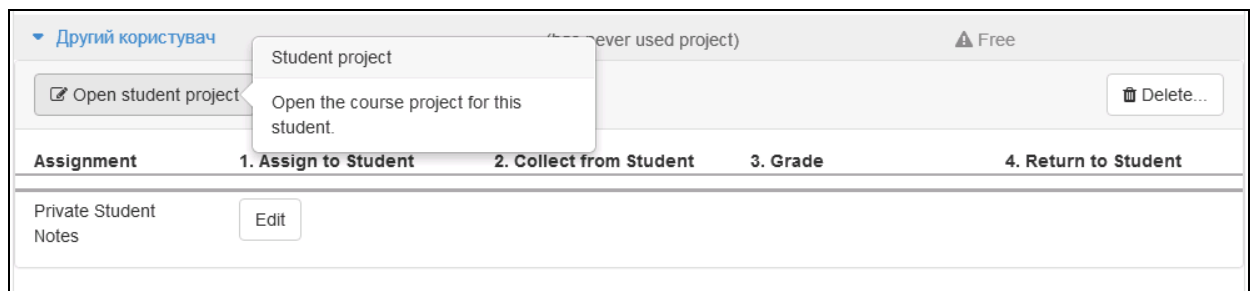 Другий користувач never used project) Free
Student project
Open student project
Open the course project for this
student.
Delete...
Assignment 1. Assign to Student 2. Collect from Student 3. Grade 4. Return to Student
Private Student
Notes
Edit